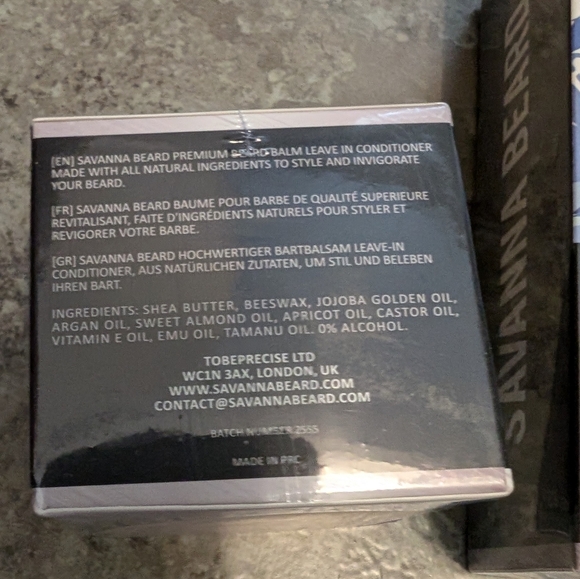 [EN] SAVANNA BEARD PREMIUM BEARD BALM LEAVE IN CONDITIONER
MADE WITH ALL NATURAL INGREDIENTS TO STYLE AND INVIGORATE
YOUR BEARD.
[FR] SAVANNA BEARD BAUME POUR BARBE DE QUALITÉ SUPERIEURE
REVITALISANT, FAITE D'INGRÉDIENTS NATURELS POUR STYLER ET
REVIGORER VOTRE BARBE.
[GR] SAVANNA BEARD HOCHWERTIGER BARTBALSAM LEAVE-IN
CONDITIONER, AUS NATÜRLICHEN ZUTATEN, UM STIL UND BELEBEN
IHREN BART.
INGREDIENTS: SHEA BUTTER, BEESWAX, JOJOBA GOLDEN OIL,
ARGAN OIL, SWEET ALMOND OIL, APRICOT OIL, CASTOR OIL,
VITAMIN E OIL, EMU OIL, TAMANU OIL. 0% ALCOHOL.
TOBEPRECISE LTD
WC1N 3AX, LONDON, UK
WWW.SAVANNABEARD.COM
CONTACT@SAVANNABEARD.COM
BATCH NUMBER 2565
MADE IN PRC
SAVANNA BEARD